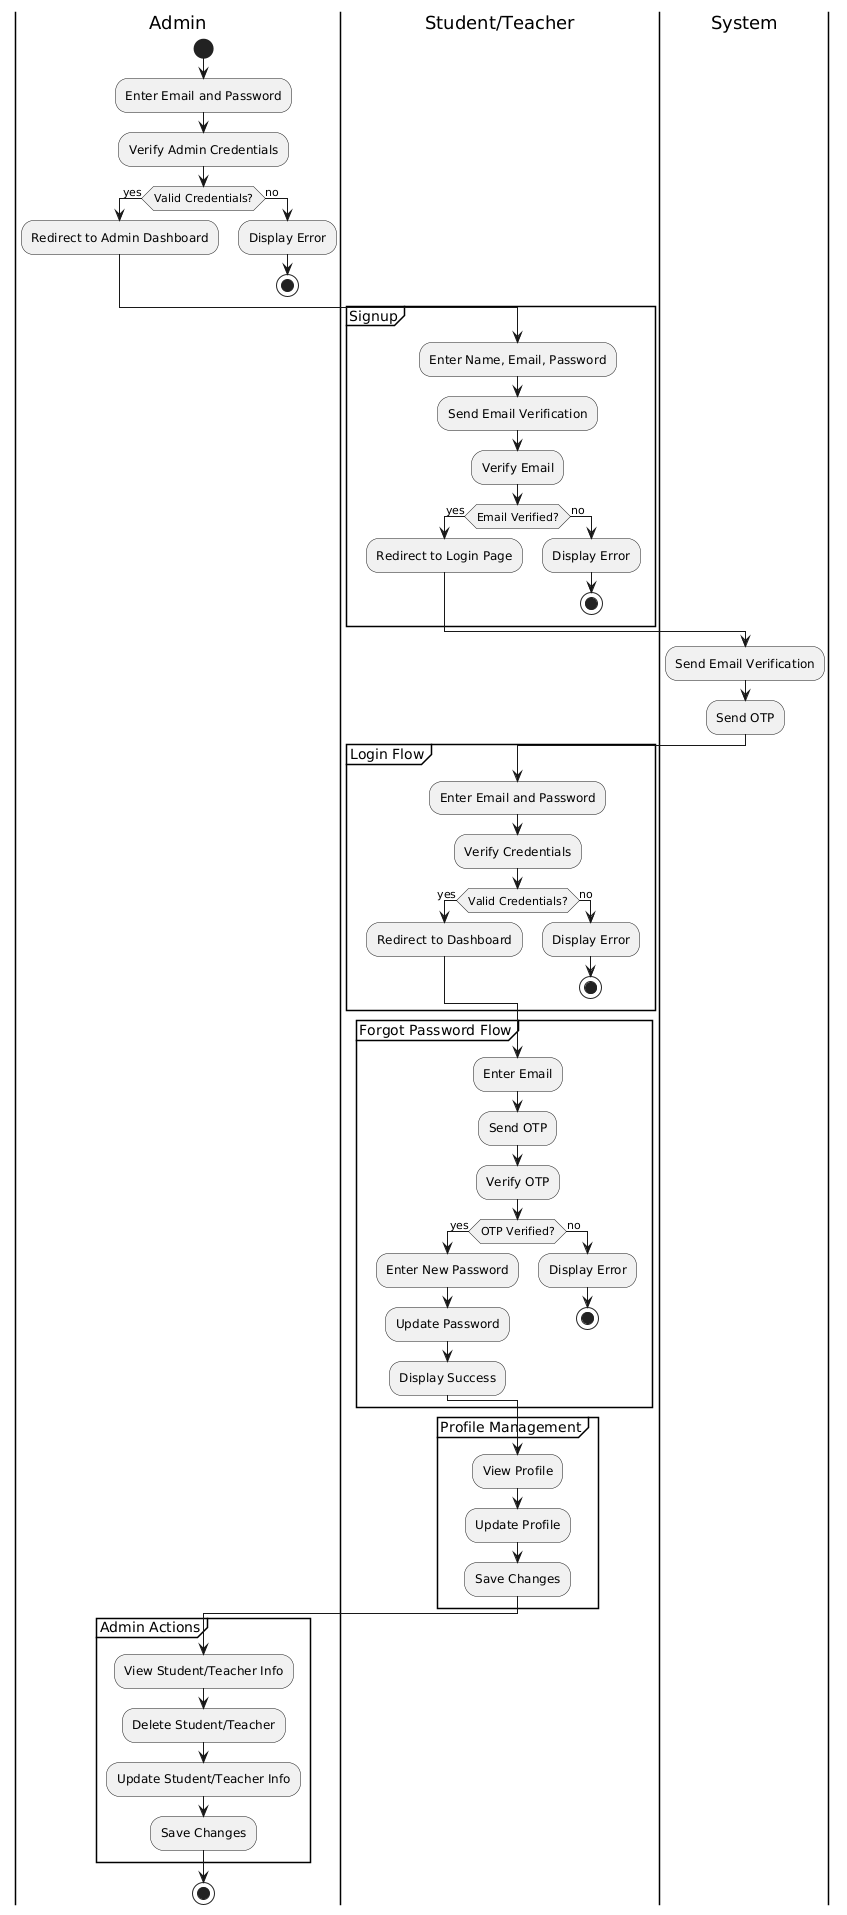 Admin
Student/Teacher
System
Enter Email and Password
Verify Admin Credentials
yes
Valid Credentials?
no
Redirect to Admin Dashboard
Display Error
Signup
Enter Name, Email, Password
Send Email Verification
Verify Email
yes
Email Verified?
no
Redirect to Login Page
Display Error
Send Email Verification
Send OTP
Login Flow
Enter Email and Password
Verify Credentials
yes
Valid Credentials?
no
Redirect to Dashboard
Display Error
Forgot Password Flow
Enter Email
Send OTP
Verify OTP
yes
OTP Verified?
no
Enter New Password
Display Error
Update Password
Display Success
Profile Management
View Profile
Update Profile
Save Changes
Admin Actions
View Student/Teacher Info
Delete Student/Teacher
Update Student/Teacher Info
Save Changes